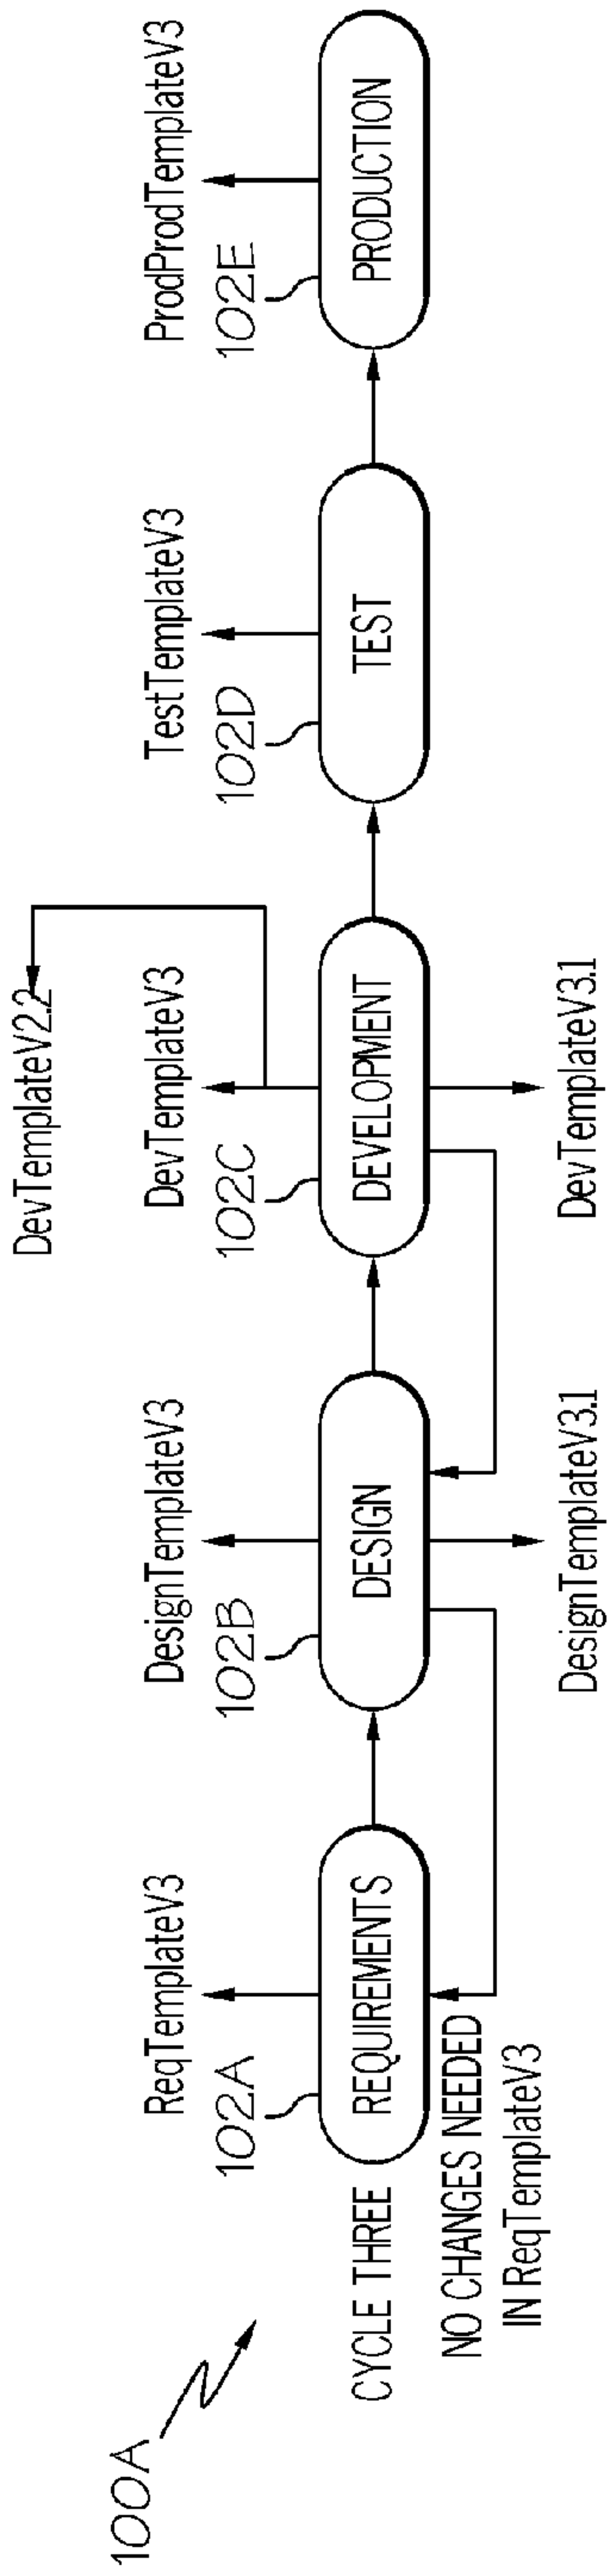 100A
CYCLE THREE
NO CHANGES NEEDED
IN ReqTemplateV3
ReqTemplateV3
102A
REQUIREMENTS
DesignTemplateV3
102B
DESIGN
DesignTemplateV3.1
DevTemplateV2.2
DevTemplateV3
102C
DEVELOPMENT
DevTemplateV3.1
TestTemplateV3
102D
TEST
ProdProdTemplateV3
102E
PRODUCTION